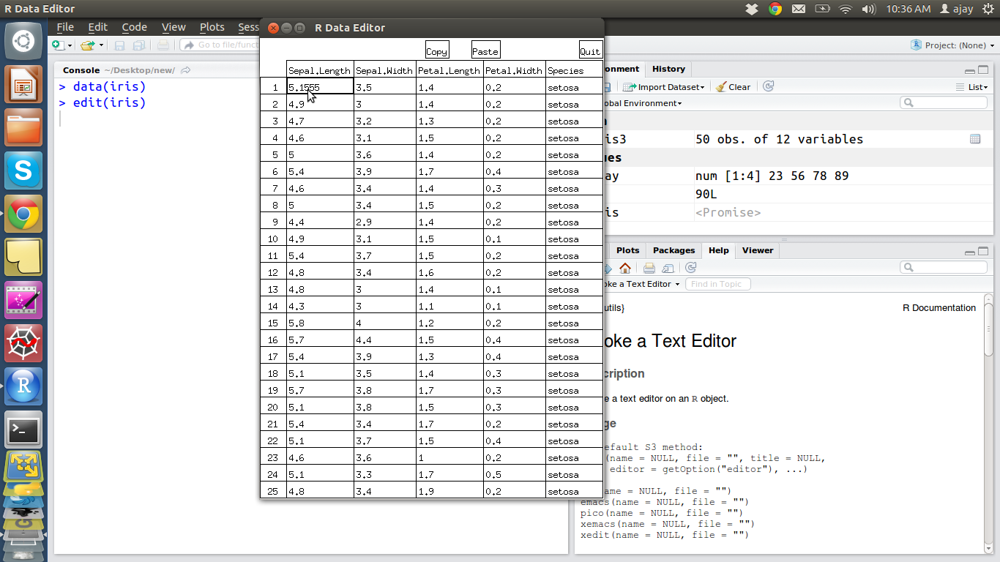 R Data Editor
10:36 AM ajay
File Edit Code View Plots Sess
R Data Editor
Go to file/funct
Project: (None)
Console ~/Desktop/new/
> data(iris)
> edit(iris)
Copy Paste Quit
Sepal.Length Sepal.Width Petal.Length Petal.Width Species
1 5.1555 3.5 1.4 0.2 setosa
2 4.9 3 1.4 0.2 setosa
3 4.7 3.2 1.3 0.2 setosa
4 4.6 3.1 1.5 0.2 setosa
5 5 3.6 1.4 0.2 setosa
6 5.4 3.9 1.7 0.4 setosa
7 4.6 3.4 1.4 0.3 setosa
8 5 3.4 1.5 0.2 setosa
9 4.4 2.9 1.4 0.2 setosa
10 4.9 3.1 1.5 0.1 setosa
11 5.4 3.7 1.5 0.2 setosa
12 4.8 3.4 1.6 0.2 setosa
13 4.8 3 1.4 0.1 setosa
14 4.3 3 1.1 0.1 setosa
15 5.8 4 1.2 0.2 setosa
16 5.7 4.4 1.5 0.4 setosa
17 5.4 3.9 1.3 0.4 setosa
18 5.1 3.5 1.4 0.3 setosa
19 5.7 3.8 1.7 0.3 setosa
20 5.1 3.8 1.5 0.3 setosa
21 5.4 3.4 1.7 0.2 setosa
22 5.1 3.7 1.5 0.4 setosa
23 4.6 3.6 1 0.2 setosa
24 5.1 3.3 1.7 0.5 setosa
25 4.8 3.4 1.9 0.2 setosa
onment History
Import Dataset Clear List
obal Environment
is3 50 obs. of 12 variables
ues
ay num [1:4] 23 56 78 89
90L
is <Promise>
Plots Packages Help Viewer
oke a Text Editor Find in Topic
utils} R Documentation
oke a Text Editor
cription
e a text editor on an R object.
ge
efault S3 method:
(name = NULL, file = "", title = NULL,
editor = getOption("editor"), ...)
ame = NULL, file = "")
emacs(name = NULL, file = "")
pico(name = NULL, file = "")
xemacs(name = NULL, file = "")
xedit(name = NULL, file = "")